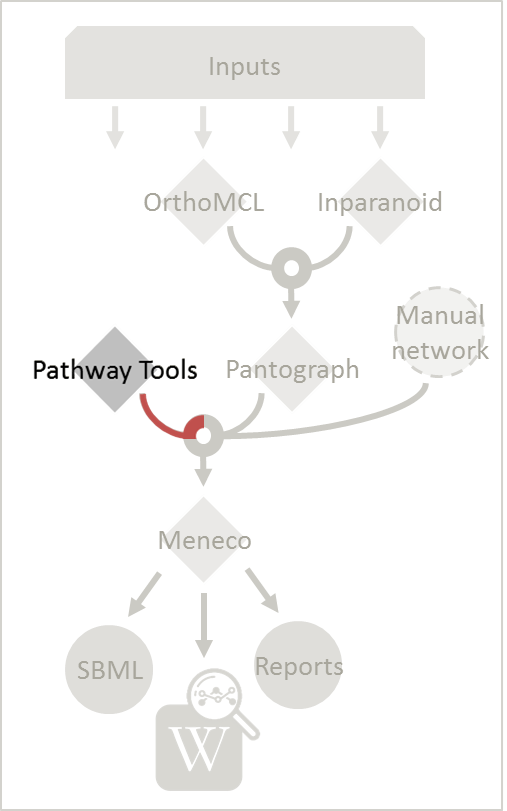 Inputs
OrthoMCL
Inparanoid
Manual
network
Pathway Tools
Pantograph
Meneco
SBML
Reports
W